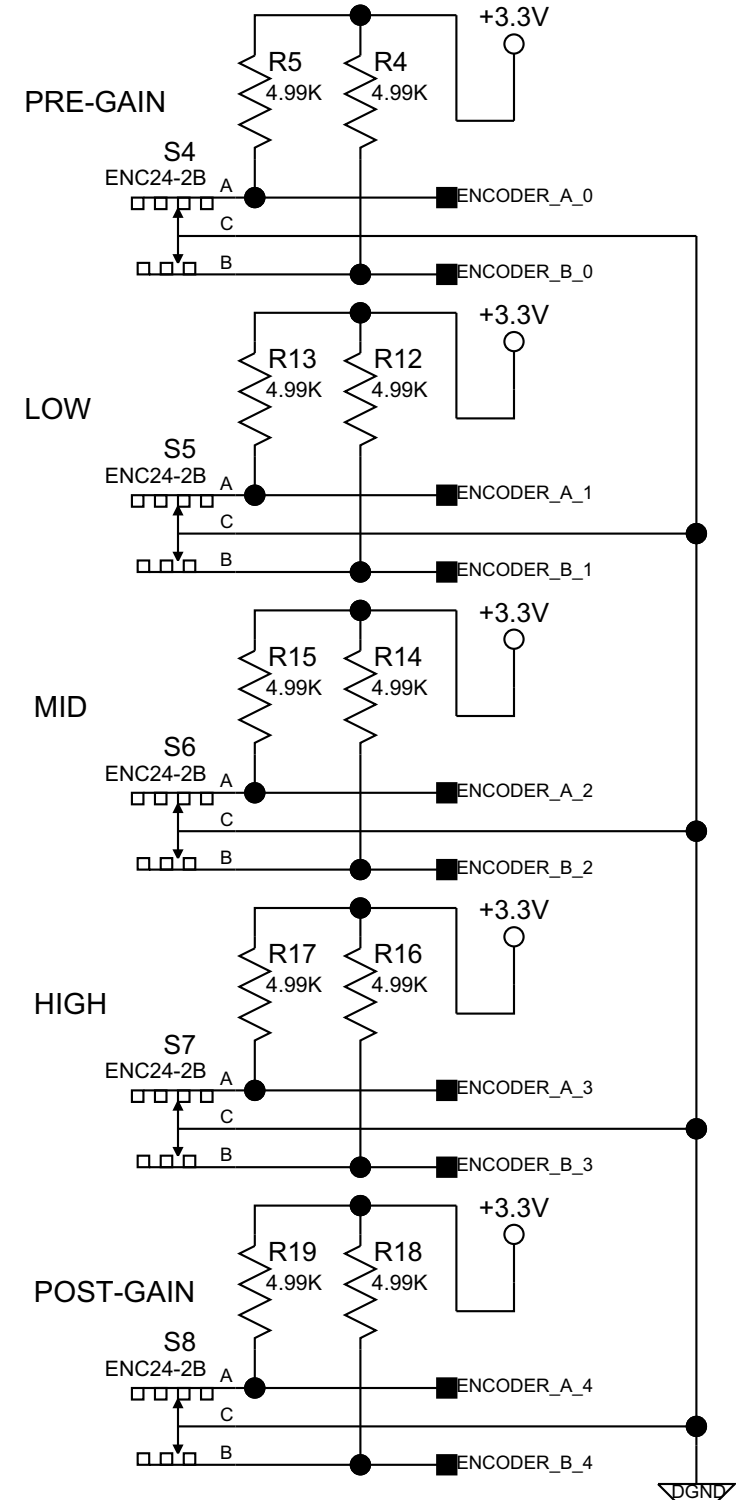 +3.3V
R5 R4
4.99K 4.99K
PRE-GAIN
S4
ENC24-2B
A ENCODER_A_0
C
B ENCODER_B_0
+3.3V
R13 R12
4.99K 4.99K
LOW
S5
ENC24-2B
A ENCODER_A_1
C
B ENCODER_B_1
+3.3V
R15 R14
4.99K 4.99K
MID
S6
ENC24-2B
A ENCODER_A_2
C
B ENCODER_B_2
+3.3V
R17 R16
4.99K 4.99K
HIGH
S7
ENC24-2B
A ENCODER_A_3
C
B ENCODER_B_3
+3.3V
R19 R18
4.99K 4.99K
POST-GAIN
S8
ENC24-2B
A ENCODER_A_4
C
B ENCODER_B_4
DGND